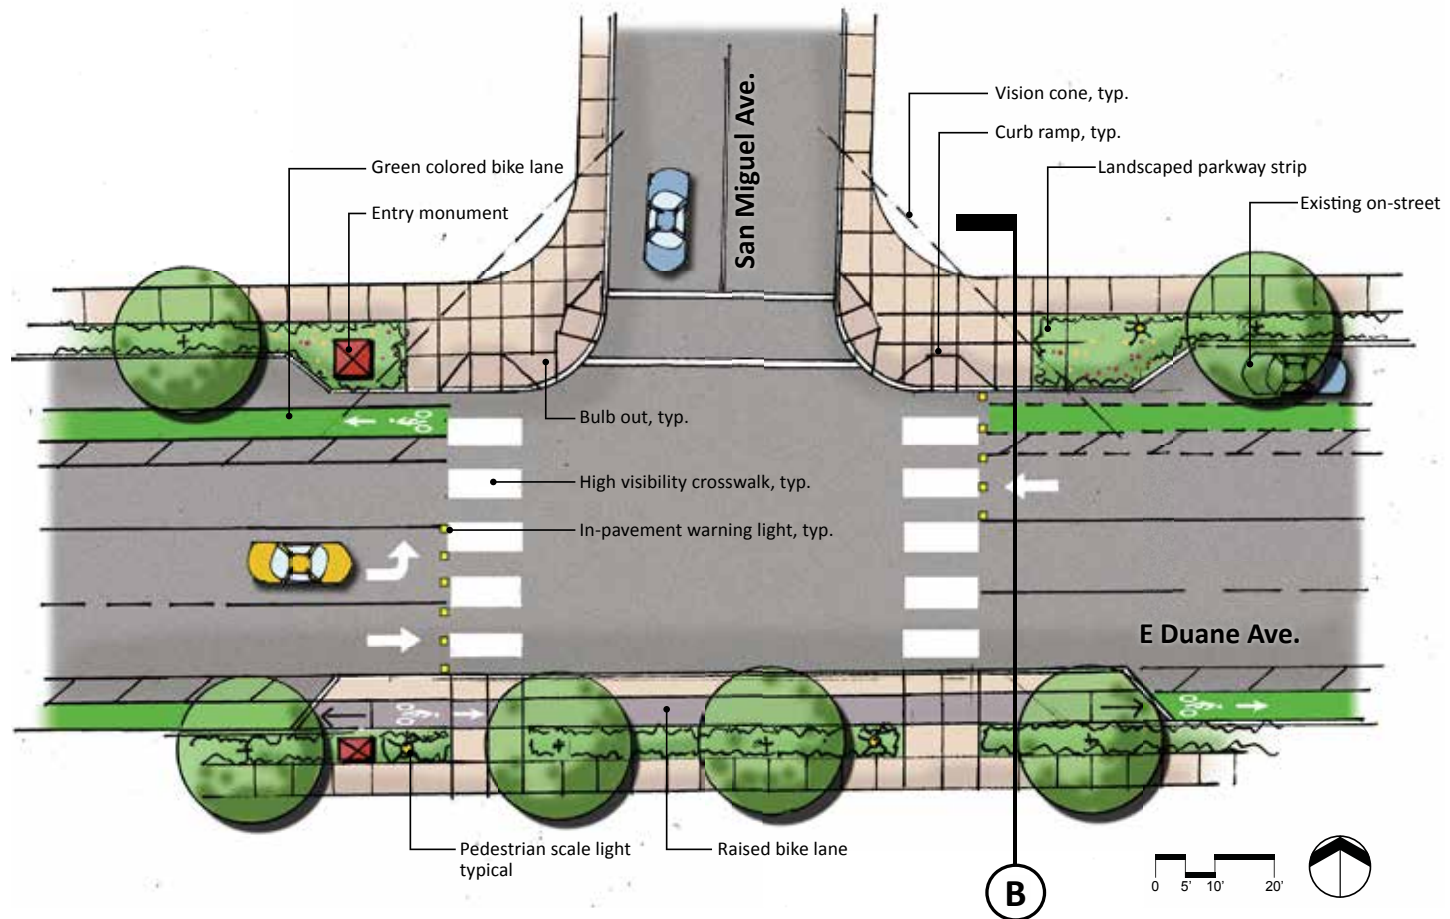 San Miguel Ave.
Vision cone, typ.
Curb ramp, typ.
Green colored bike lane
Landscaped parkway strip
Entry monument
Existing on-street
Bulb out, typ.
High visibility crosswalk, typ.
In-pavement warning light, typ.
E Duane Ave.
Pedestrian scale light
typical
Raised bike lane
B
0 5' 10' 20'